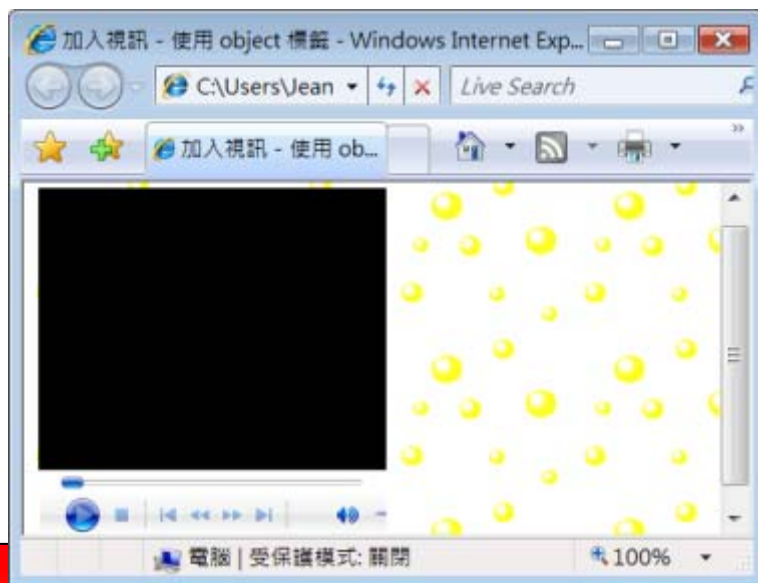 加入視訊 - 使用 object 標籤 - Windows Internet Exp...
C:\Users\Jean
Live Search
加入視訊 - 使用 ob...
電腦 | 受保護模式: 關閉
100%